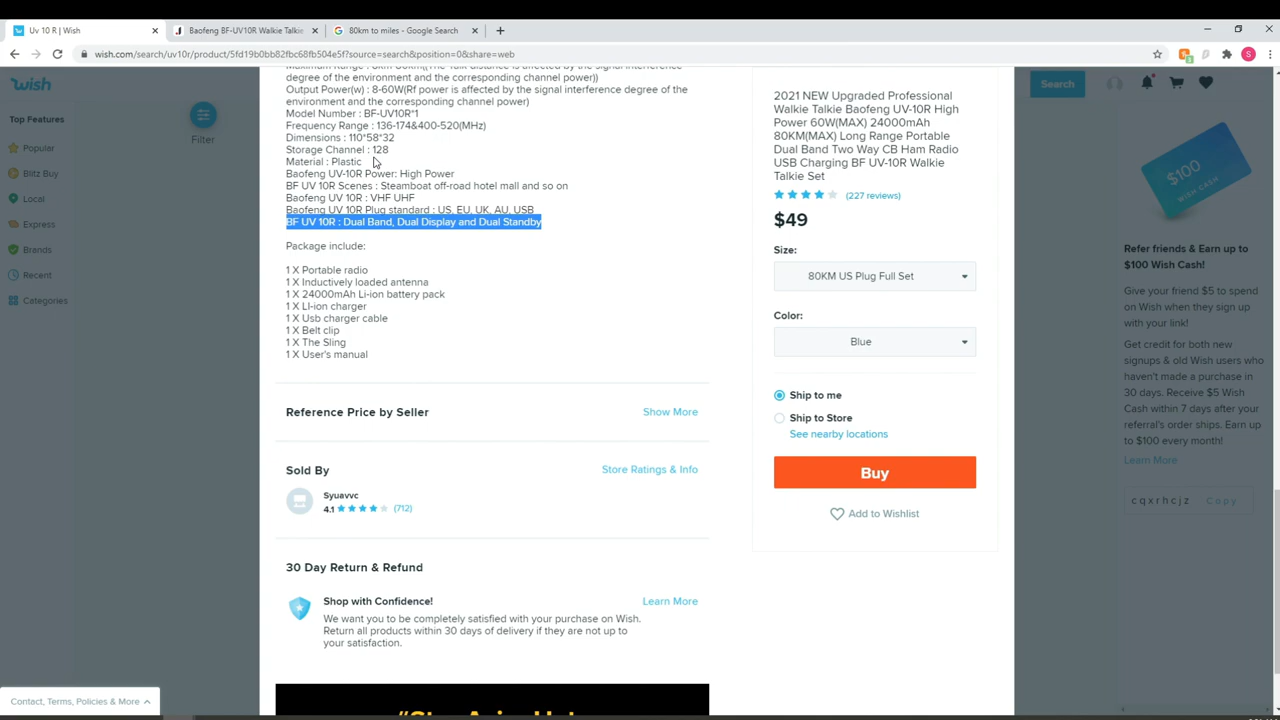 Uv 10 R | Wish
Baofeng BF-UV10R Walkie Talkie
80km to miles - Google Search
wish.com/search/uv10r/product/5fd19b0bb82fbc68fb504e5f?source=search&position=0&share=web
wish
Top Features
Popular
Blitz Buy
Local
Express
Brands
Recent
Categories
Filter
degree of the environment and the corresponding channel power))
Output Power(w) : 8-60W(Rf power is affected by the signal interference degree of the
environment and the corresponding channel power)
Model Number : BF-UV10R*1
Frequency Range : 136-174&400-520(MHz)
Dimensions : 110*58*32
Storage Channel : 128
Material : Plastic
Baofeng UV-10R Power: High Power
BF UV 10R Scenes : Steamboat off-road hotel mall and so on
Baofeng UV 10R : VHF UHF
Baofeng UV 10R Plug standard : US, EU, UK, AU, USB
BF UV 10R : Dual Band, Dual Display and Dual Standby
Package include:
1 X Portable radio
1 X Inductively loaded antenna
1 X 24000mAh Li-ion battery pack
1 X LI-ion charger
1 X Usb charger cable
1 X Belt clip
1 X The Sling
1 X User's manual
Reference Price by Seller
Show More
Sold By
Store Ratings & Info
Syuavvc
4.1
(712)
30 Day Return & Refund
Shop with Confidence!
Learn More
We want you to be completely satisfied with your purchase on Wish.
Return all products within 30 days of delivery if they are not up to
your satisfaction.
2021 NEW Upgraded Professional
Walkie Talkie Baofeng UV-10R High
Power 60W(MAX) 24000mAh
80KM(MAX) Long Range Portable
Dual Band Two Way CB Ham Radio
USB Charging BF UV-10R Walkie
Talkie Set
(227 reviews)
$49
Size:
80KM US Plug Full Set
Color:
Blue
Ship to me
Ship to Store
See nearby locations
Buy
Add to Wishlist
Search
$100
Refer friends & Earn up to
$100 Wish Cash!
Give your friend $5 to spend
on Wish when they sign up
with your link!
Get credit for both new
signups & old Wish users who
haven't made a purchase in
30 days. Receive $5 Wish
Cash within 7 days after your
referral's order ships. Earn up
to $100 every month!
Learn More
cqxrhcjz Copy
Contact, Terms, Policies & More